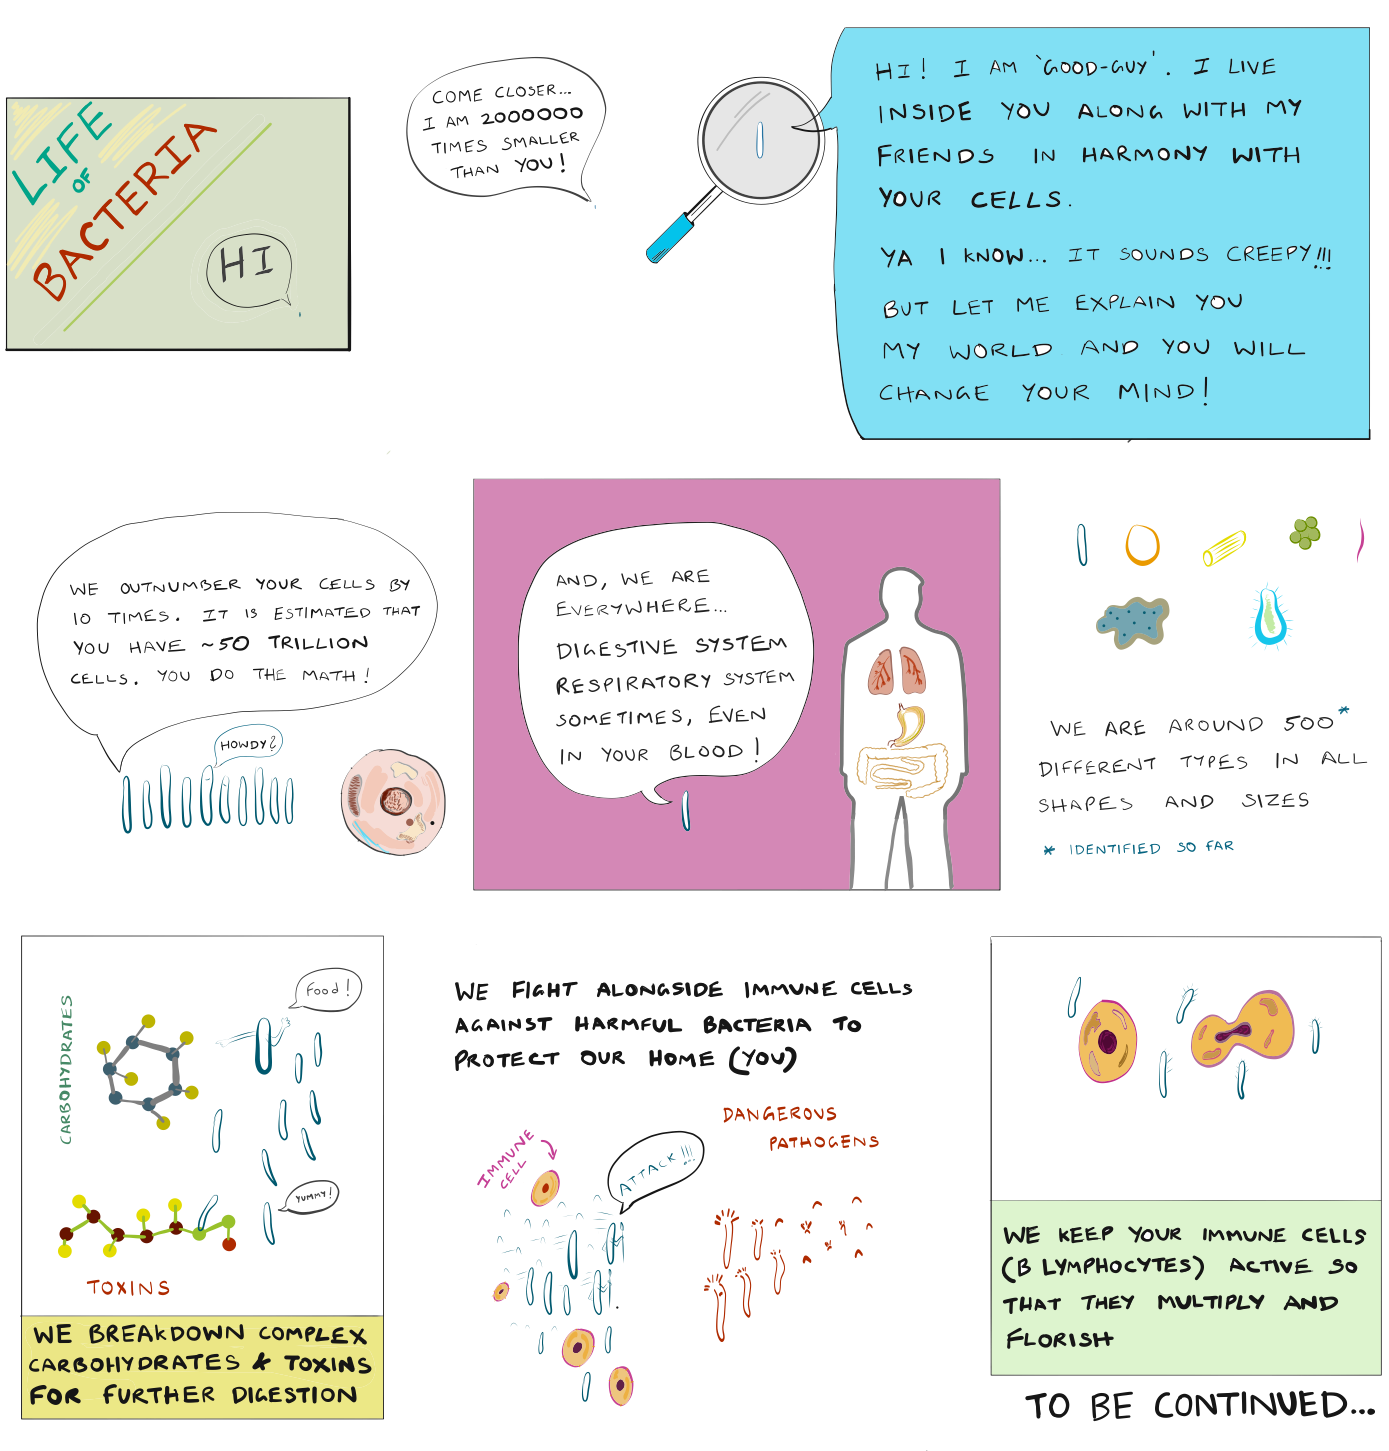 LIFE
OF
BACTERIA
HI
COME CLOSER...
I AM 2000000
TIMES SMALLER
THAN YOU!
HI! I AM 'GOOD-GUY'. I LIVE
INSIDE YOU ALONG WITH MY
FRIENDS IN HARMONY WITH
YOUR CELLS.
YA I KNOW... IT SOUNDS CREEPY!!!
BUT LET ME EXPLAIN YOU
MY WORLD AND YOU WILL
CHANGE YOUR MIND!
WE OUTNUMBER YOUR CELLS BY
10 TIMES. IT IS ESTIMATED THAT
YOU HAVE ~50 TRILLION
CELLS. YOU DO THE MATH!
HOWDY?
AND, WE ARE
EVERYWHERE...
DIGESTIVE SYSTEM
RESPIRATORY SYSTEM
SOMETIMES, EVEN
IN YOUR BLOOD!
WE ARE AROUND 500*
DIFFERENT TYPES IN ALL
SHAPES AND SIZES
* IDENTIFIED SO FAR
CARBOHYDRATES
Food!
YUMMY!
TOXINS
WE BREAKDOWN COMPLEX
CARBOHYDRATES & TOXINS
FOR FURTHER DIGESTION
WE FIGHT ALONGSIDE IMMUNE CELLS
AGAINST HARMFUL BACTERIA TO
PROTECT OUR HOME (YOU)
IMMUNE
CELL
ATTACK!!!
DANGEROUS
PATHOGENS
WE KEEP YOUR IMMUNE CELLS
(B LYMPHOCYTES) ACTIVE SO
THAT THEY MULTIPLY AND
FLORISH
TO BE CONTINUED...